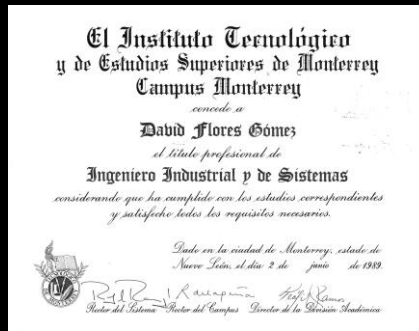 El Instituto Tecnológico
y de Estudios Superiores de Monterrey
Campus Monterrey
concede a
David Flores Gómez
el título profesional de
Ingeniero Industrial y de Sistemas
considerando que ha cumplido con los estudios correspondientes
y satisfecho todos los requisitos necesarios.
Dado en la ciudad de Monterrey, estado de
Nuevo León, el día 2 de junio de 1989.
Rector del Sistema Rector del Campus Director de la División Académica